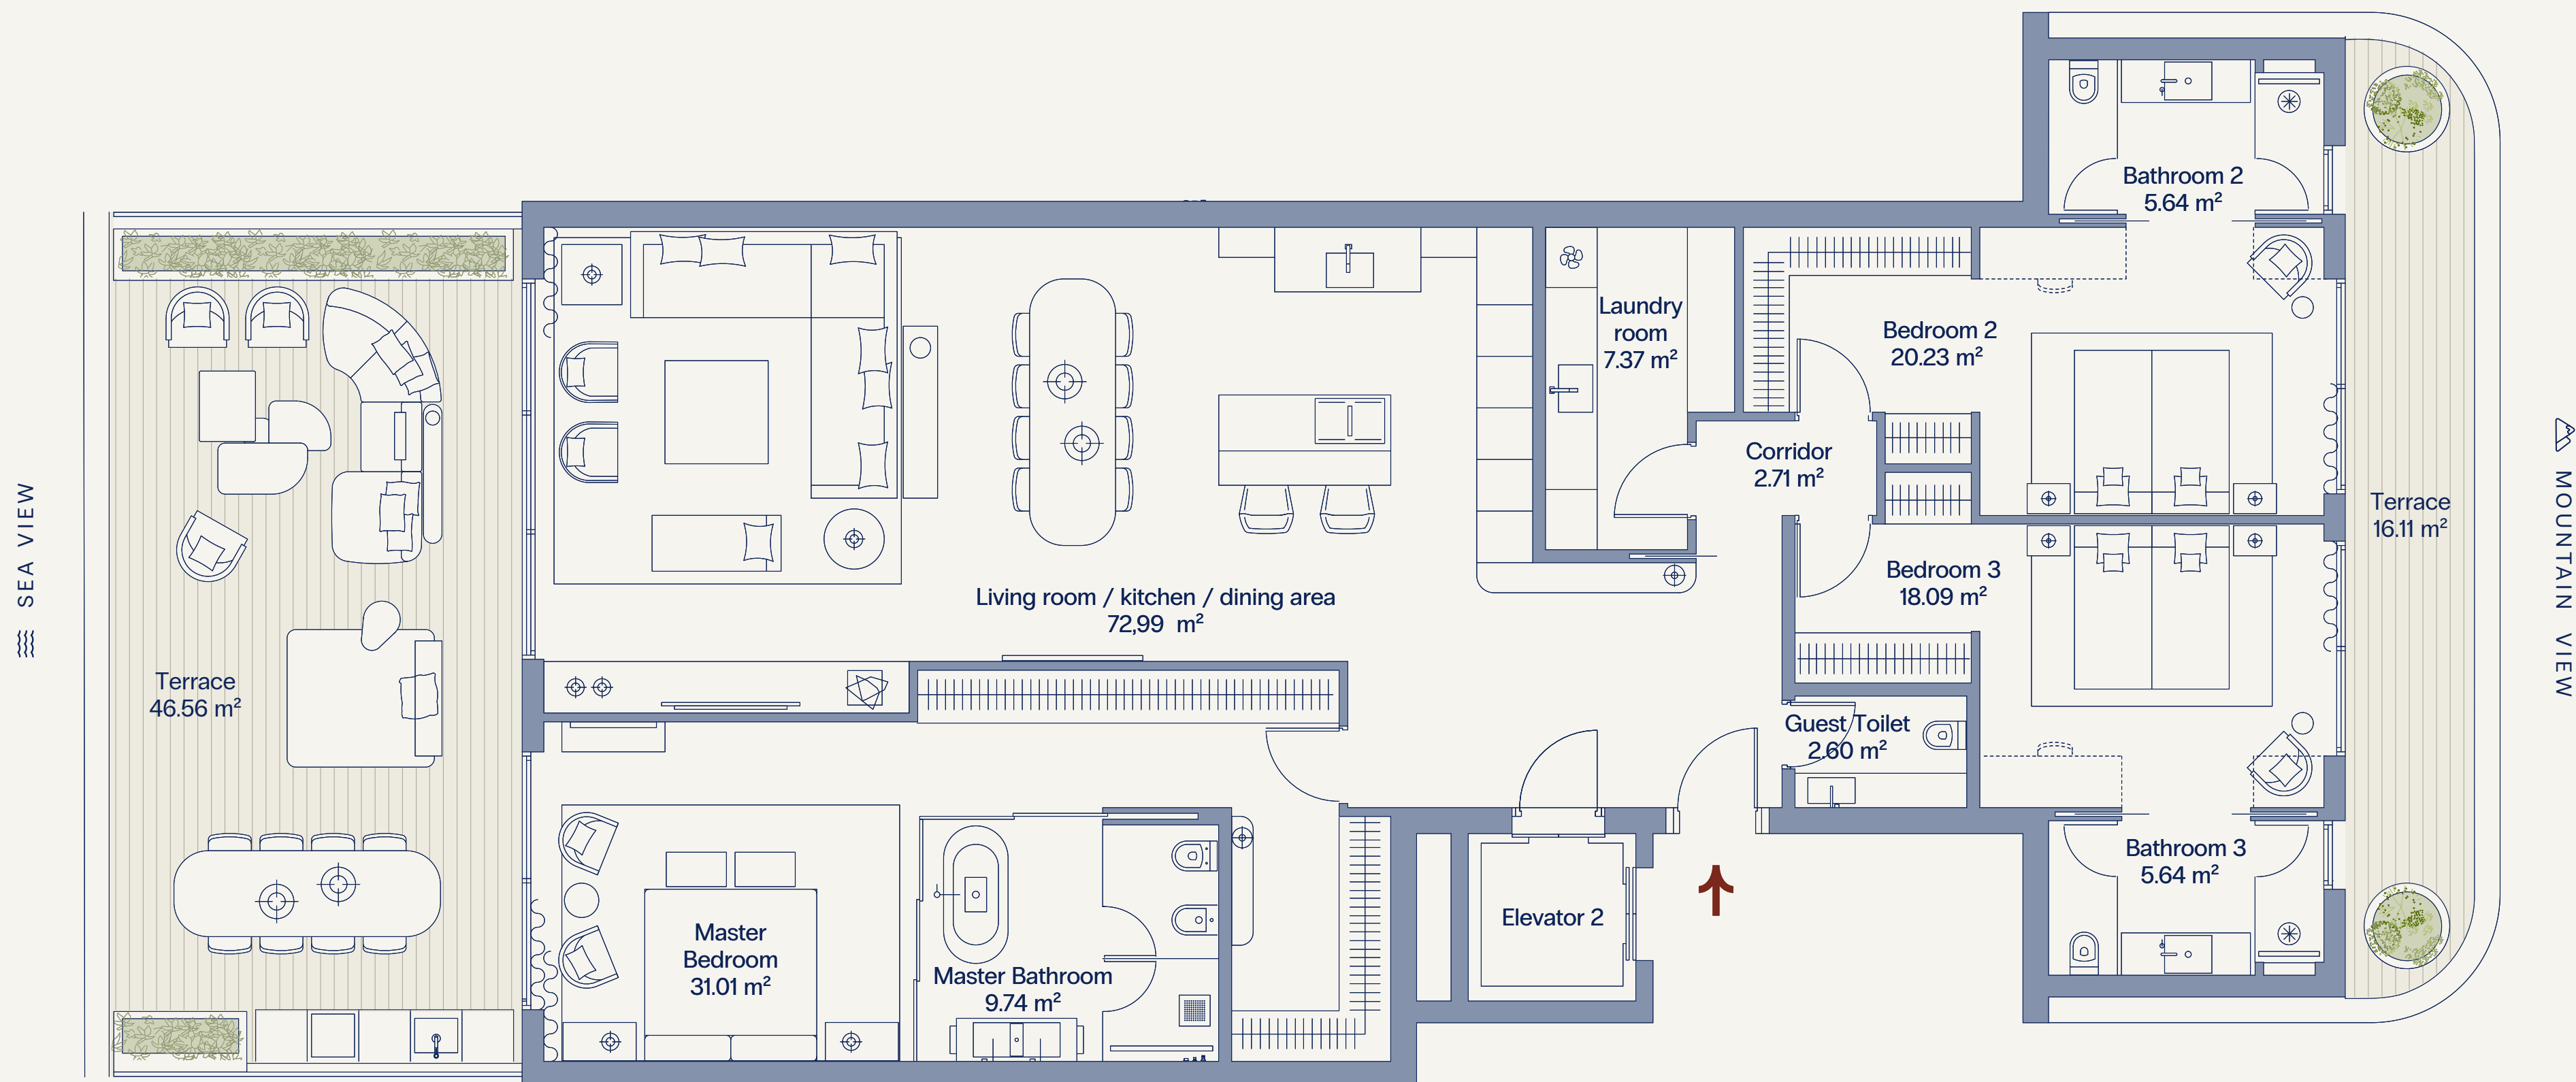 SEA VIEW
Terrace
46.56 m²
Living room / kitchen / dining area
72,99 m²
Master
Bedroom
31.01 m²
Master Bathroom
9.74 m²
Laundry
room
7.37 m²
Corridor
2.71 m²
Bedroom 2
20.23 m²
Bathroom 2
5.64 m²
Bedroom 3
18.09 m²
Guest Toilet
2.60 m²
Bathroom 3
5.64 m²
Elevator 2
Terrace
16.11 m²
MOUNTAIN VIEW